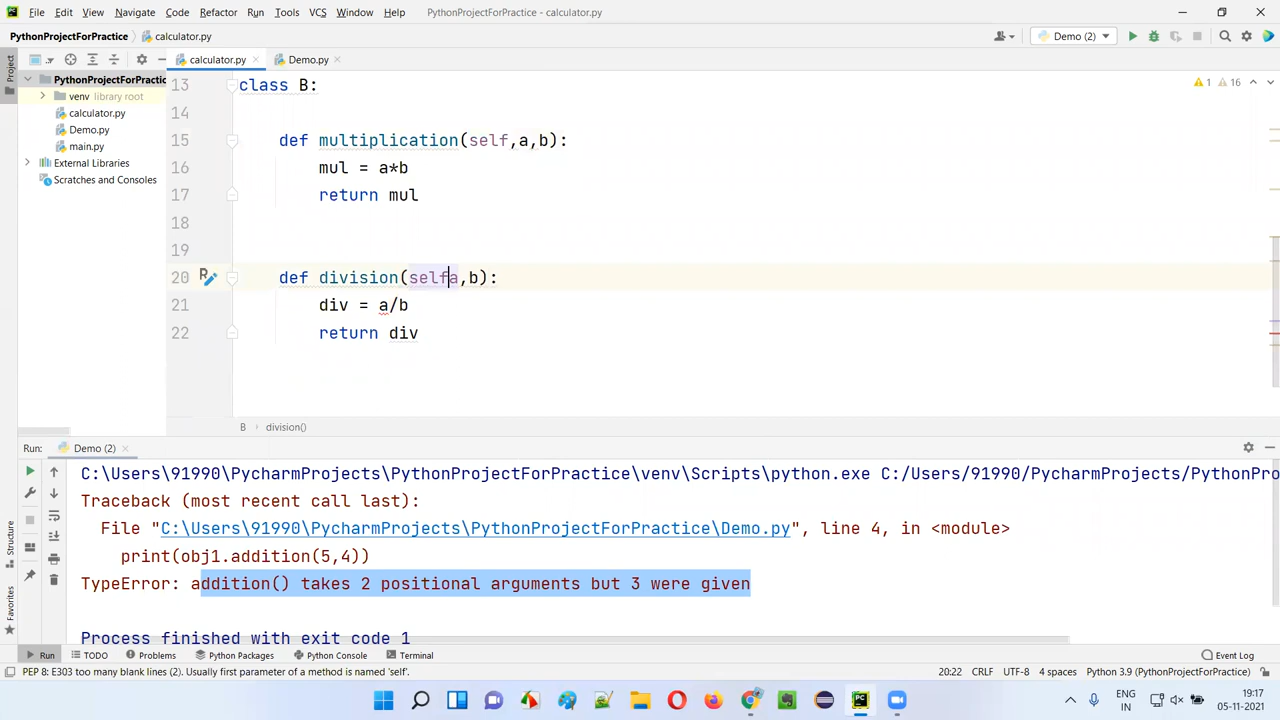 File Edit View Navigate Code Refactor Run Tools VCS Window Help PythonProjectForPractice - calculator.py
PythonProjectForPractice calculator.py Demo (2)
Project
calculator.py Demo.py
PythonProjectForPractic
venv library root
calculator.py
Demo.py
main.py
External Libraries
Scratches and Consoles
13 class B:
14
15 def multiplication(self,a,b):
16 mul = a*b
17 return mul
18
19
20 def division(selfa,b):
21 div = a/b
22 return div
1 16
B division()
Run: Demo (2)
C:\Users\91990\PycharmProjects\PythonProjectForPractice\venv\Scripts\python.exe C:/Users/91990/PycharmProjects/PythonPro
Traceback (most recent call last):
File "C:\Users\91990\PycharmProjects\PythonProjectForPractice\Demo.py", line 4, in <module>
print(obj1.addition(5,4))
TypeError: addition() takes 2 positional arguments but 3 were given
Process finished with exit code 1
Structure
Favorites
Run TODO Problems Python Packages Python Console Terminal Event Log
PEP 8: E303 too many blank lines (2). Usually first parameter of a method is named 'self'. 20:22 CRLF UTF-8 4 spaces Python 3.9 (PythonProjectForPractice)
ENG
IN
19:17
05-11-2021